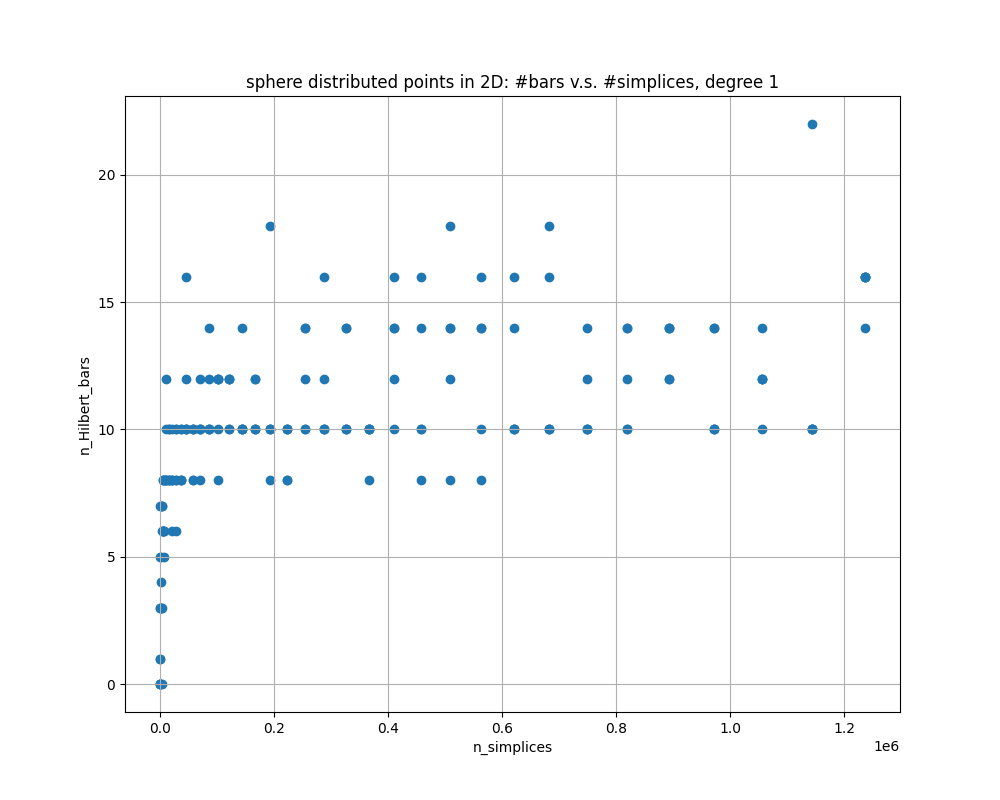 sphere distributed points in 2D: #bars v.s. #simplices, degree 1
n_Hilbert_bars
20
15
10
5
0
0.0 0.2 0.4 0.6 0.8 1.0 1.2
1e6
n_simplices